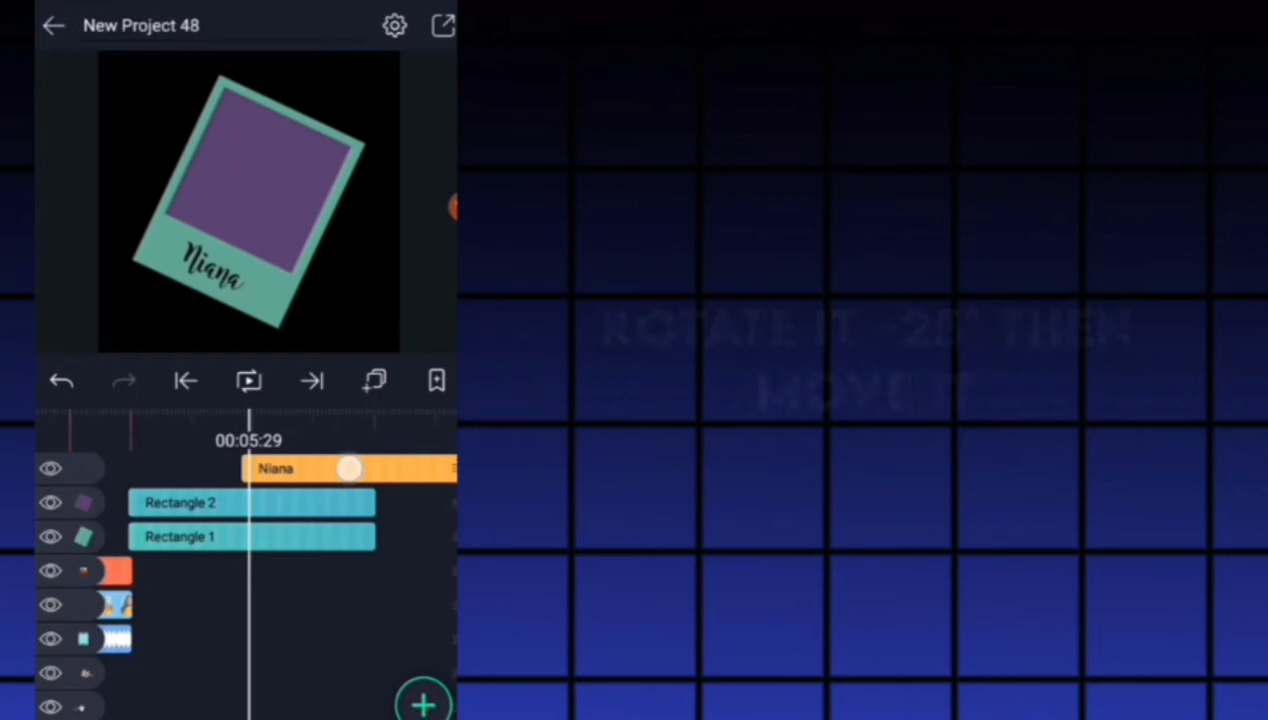 New Project 48
Niana
00:05:29
Niana
Rectangle 2
Rectangle 1
ROTATE IT -25° THEN
MOVE IT